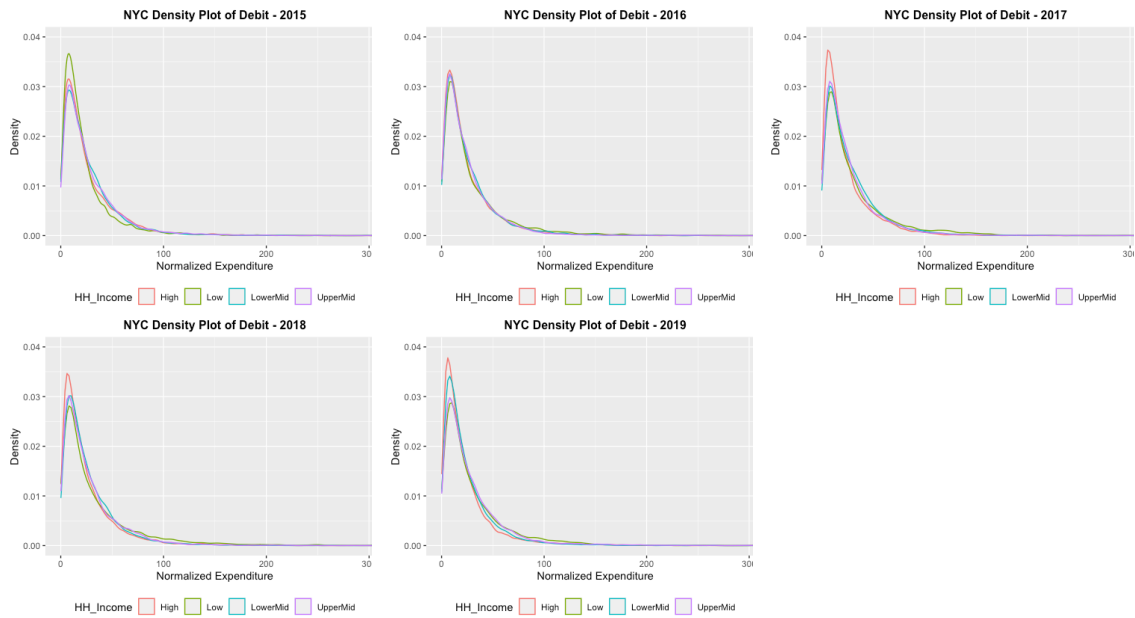 NYC Density Plot of Debit - 2015
0.04
0.03
0.02
0.01
0.00
Density
0
100
200
30
Normalized Expenditure
HH_Income High Low LowerMid UpperMid
NYC Density Plot of Debit - 2016
0.04
0.03
0.02
0.01
0.00
Density
0
100
200
300
Normalized Expenditure
HH_Income High Low LowerMid UpperMid
NYC Density Plot of Debit - 2017
0.04
0.03
0.02
0.01
0.00
Density
0
100
200
300
Normalized Expenditure
HH_Income High Low LowerMid UpperMid
NYC Density Plot of Debit - 2018
0.04
0.03
0.02
0.01
0.00
Density
0
100
200
30
Normalized Expenditure
HH_Income High Low LowerMid UpperMid
NYC Density Plot of Debit - 2019
0.04
0.03
0.02
0.01
0.00
Density
0
100
200
300
Normalized Expenditure
HH_Income High Low LowerMid UpperMid